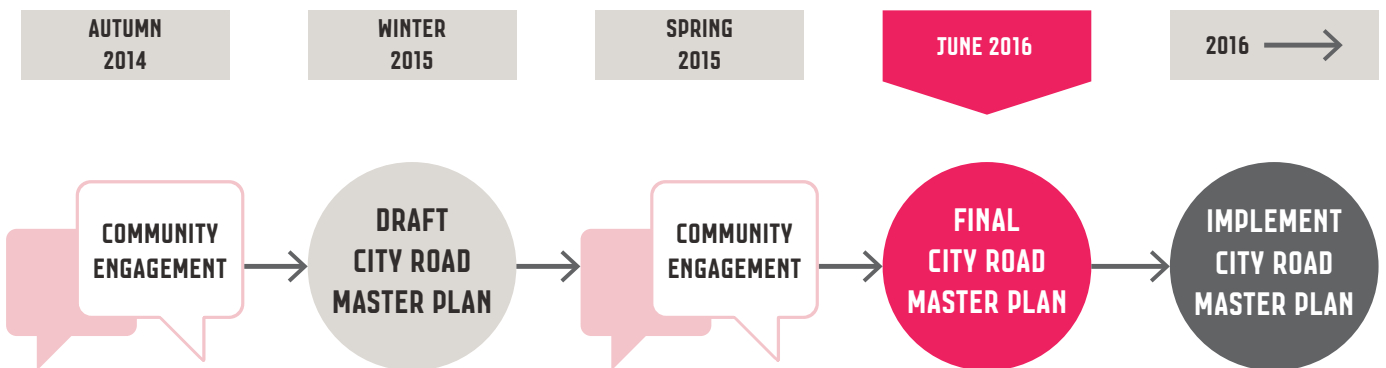 AUTUMN
2014
WINTER
2015
SPRING
2015
JUNE 2016
2016
COMMUNITY
ENGAGEMENT
DRAFT
CITY ROAD
MASTER PLAN
COMMUNITY
ENGAGEMENT
FINAL
CITY ROAD
MASTER PLAN
IMPLEMENT
CITY ROAD
MASTER PLAN